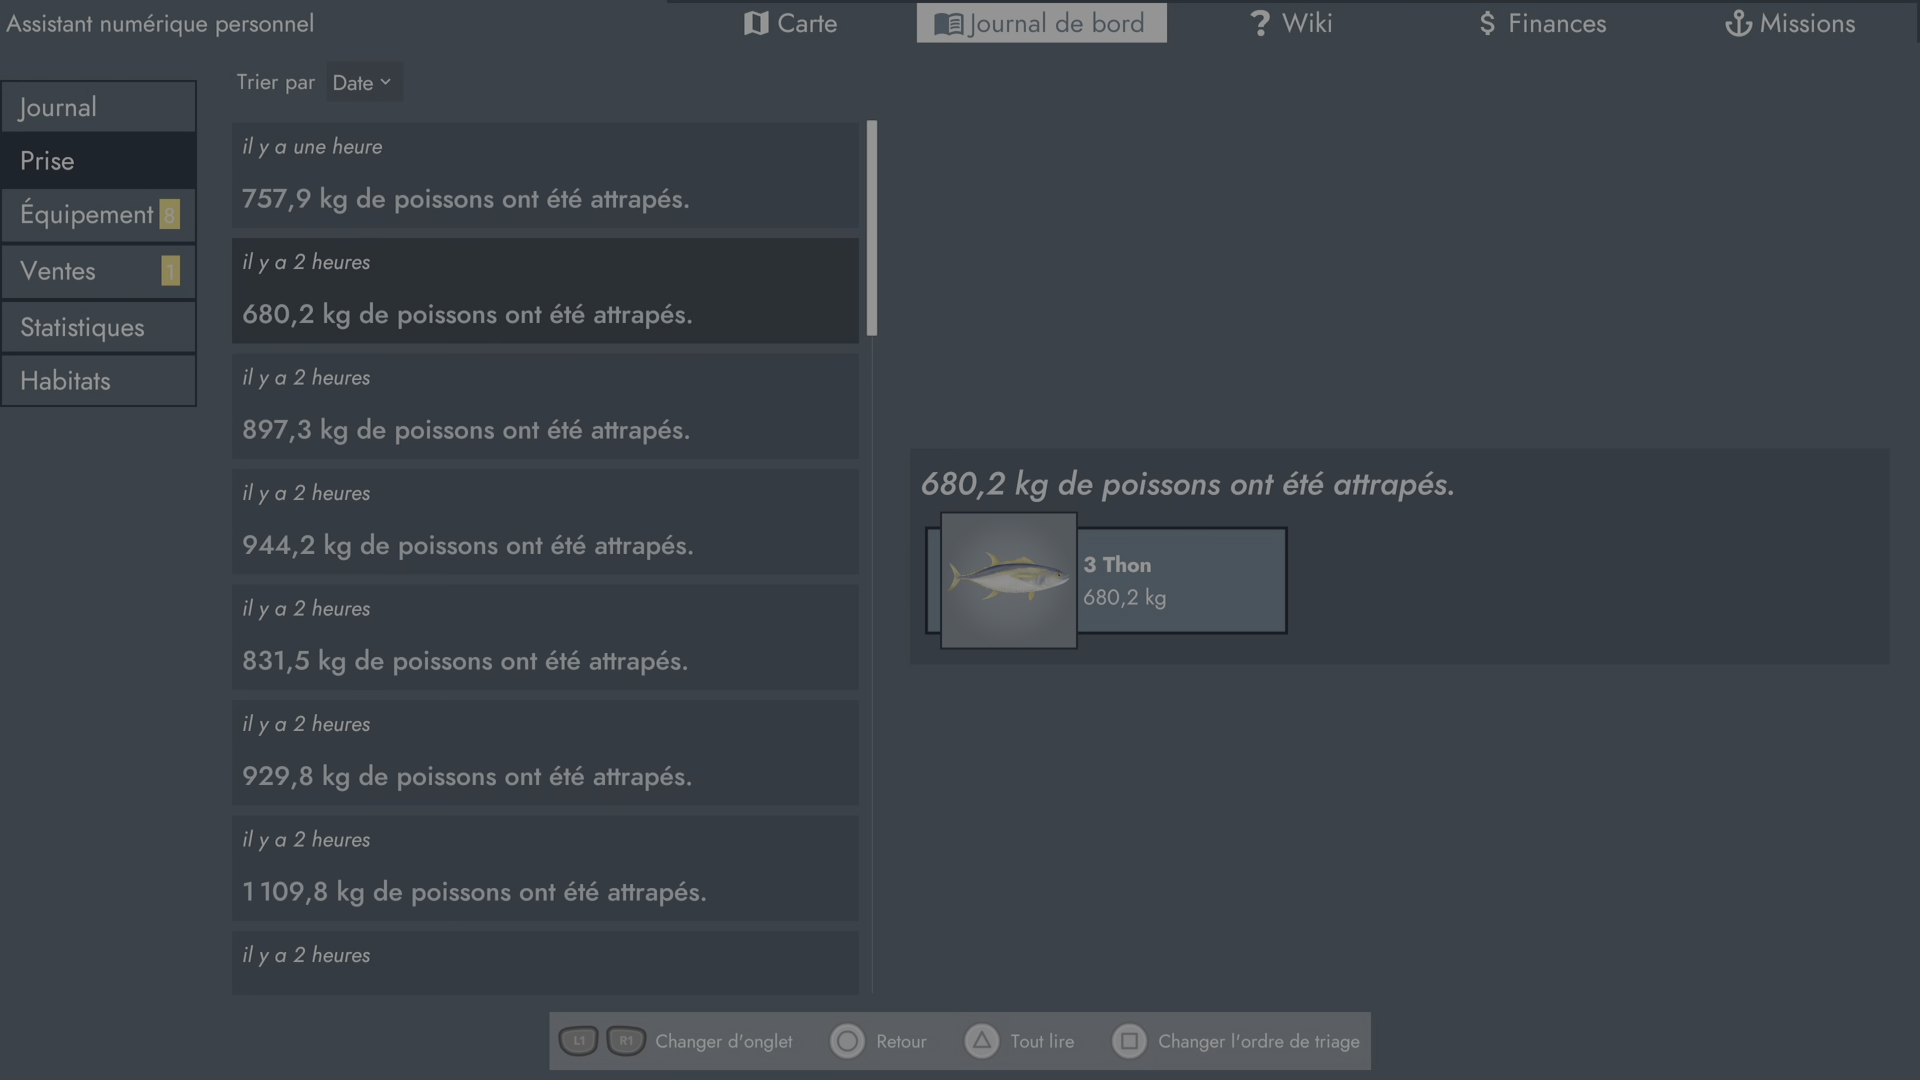 Assistant numérique personnel
Carte
Journal de bord
Wiki
Finances
Missions
Trier par Date
Journal
Prise
Équipement 8
Ventes 1
Statistiques
Habitats
il y a une heure
757,9 kg de poissons ont été attrapés.
il y a 2 heures
680,2 kg de poissons ont été attrapés.
il y a 2 heures
897,3 kg de poissons ont été attrapés.
il y a 2 heures
944,2 kg de poissons ont été attrapés.
il y a 2 heures
831,5 kg de poissons ont été attrapés.
il y a 2 heures
929,8 kg de poissons ont été attrapés.
il y a 2 heures
1 109,8 kg de poissons ont été attrapés.
il y a 2 heures
680,2 kg de poissons ont été attrapés.
3 Thon
680,2 kg
L1 R1 Changer d'onglet
Retour
Tout lire
Changer l'ordre de triage